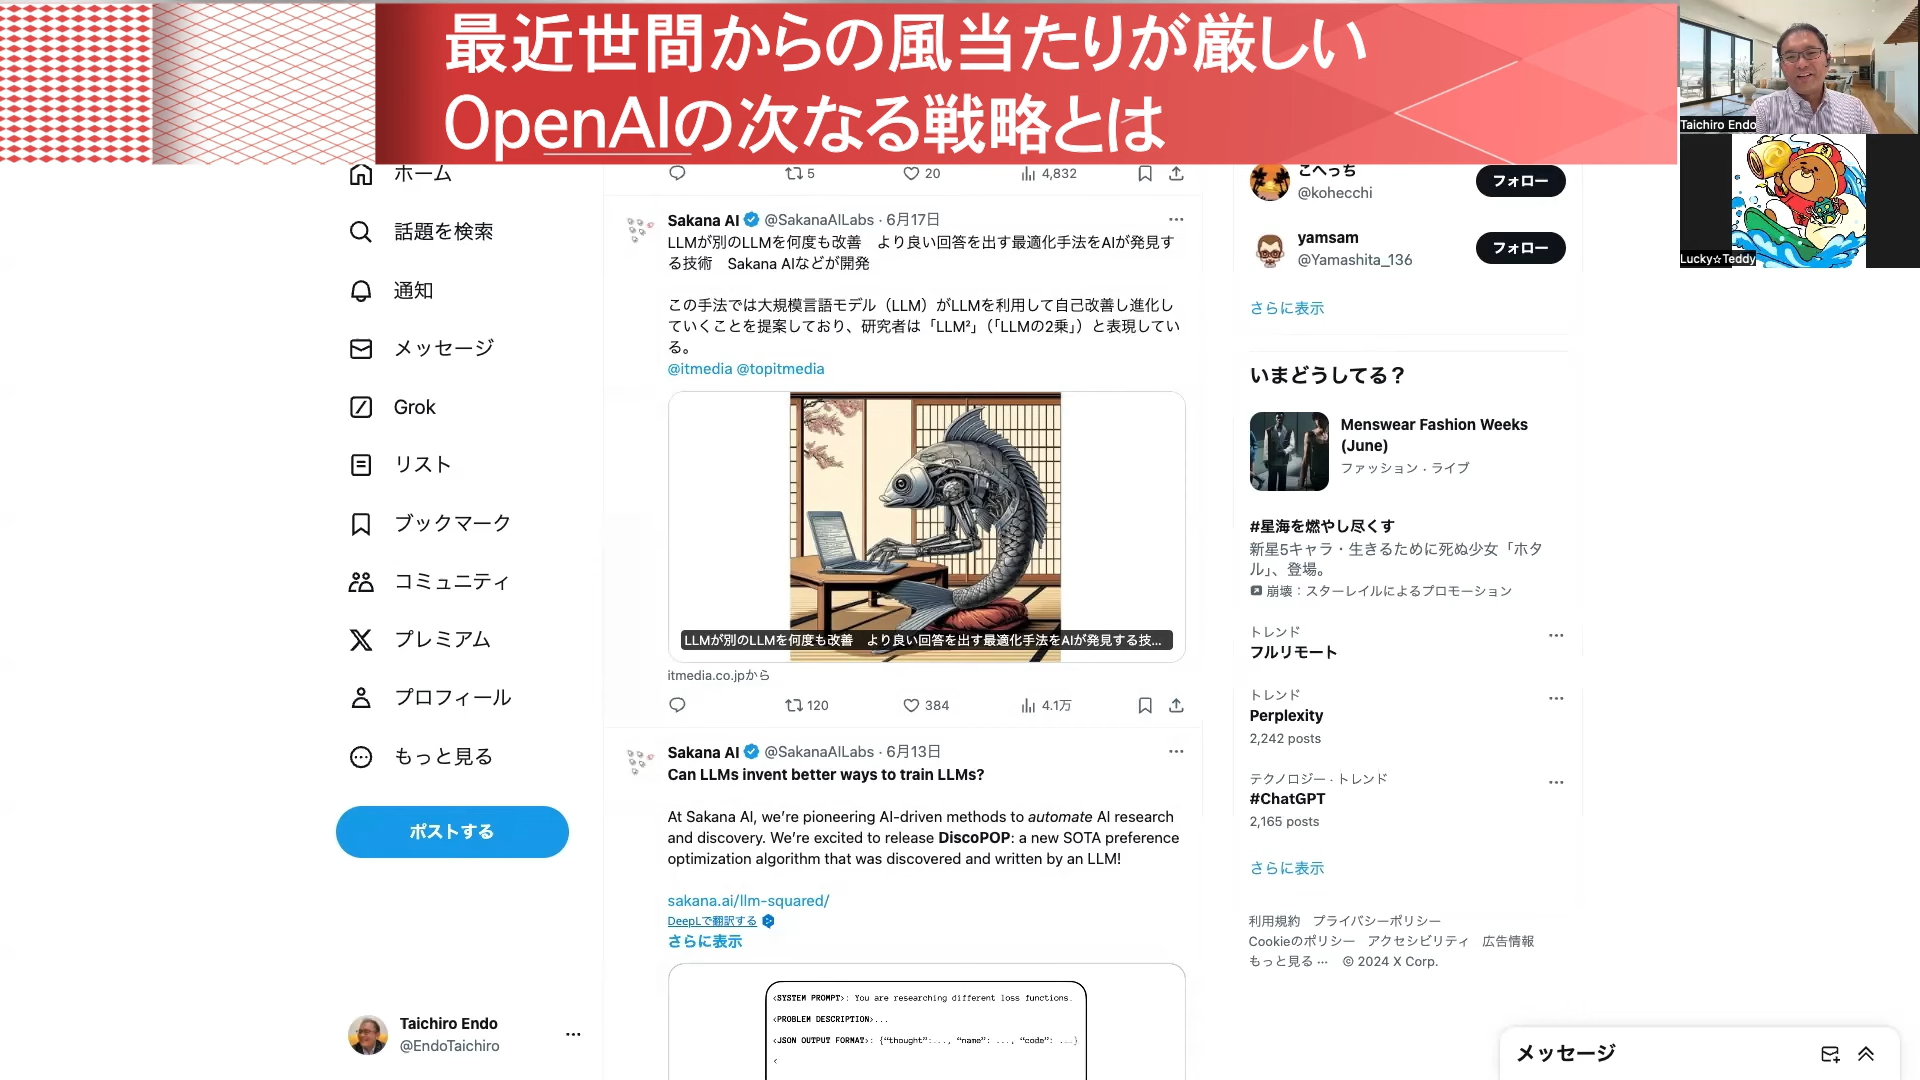 最近世間からの風当たりが厳しい
OpenAIの次なる戦略とは
Taichiro Endo
Lucky☆Teddy
ホーム
話題を検索
通知
メッセージ
Grok
リスト
ブックマーク
コミュニティ
プレミアム
プロフィール
もっと見る
ポストする
Taichiro Endo
@EndoTaichiro
5
20
4,832
Sakana AI @SakanaAILabs · 6月17日
LLMが別のLLMを何度も改善　より良い回答を出す最適化手法をAIが発見す
る技術　Sakana AIなどが開発
この手法では大規模言語モデル（LLM）がLLMを利用して自己改善し進化し
ていくことを提案しており、研究者は「LLM²」（「LLMの2乗」）と表現してい
る。
@itmedia @topitmedia
LLMが別のLLMを何度も改善　より良い回答を出す最適化手法をAIが発見する技...
itmedia.co.jpから
120
384
4.1万
Sakana AI @SakanaAILabs · 6月13日
Can LLMs invent better ways to train LLMs?
At Sakana AI, we're pioneering AI-driven methods to automate AI research
and discovery. We're excited to release DiscoPOP: a new SOTA preference
optimization algorithm that was discovered and written by an LLM!
sakana.ai/llm-squared/
DeepLで翻訳する
さらに表示
<SYSTEM PROMPT>: You are researching different loss functions.
<PROBLEM DESCRIPTION>...
<JSON OUTPUT FORMAT>: {"thought":..., "name": ..., "code": ...}
<
こへっち
@kohecchi
フォロー
yamsam
@Yamashita_136
フォロー
さらに表示
いまどうしてる？
Menswear Fashion Weeks
(June)
ファッション · ライブ
#星海を燃やし尽くす
新星5キャラ・生きるために死ぬ少女「ホタ
ル」、登場。
崩壊：スターレイルによるプロモーション
トレンド
フルリモート
トレンド
Perplexity
2,242 posts
テクノロジー · トレンド
#ChatGPT
2,165 posts
さらに表示
利用規約　プライバシーポリシー
Cookieのポリシー　アクセシビリティ　広告情報
もっと見る ···　© 2024 X Corp.
メッセージ